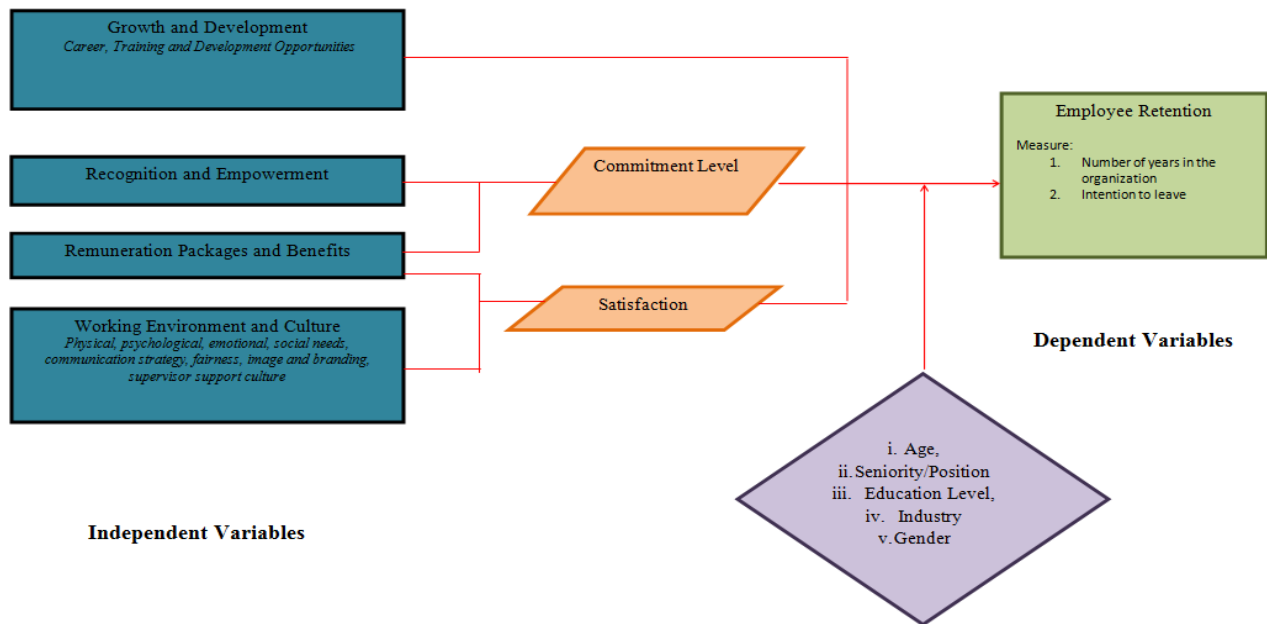 Growth and Development
Career, Training and Development Opportunities
Recognition and Empowerment
Remuneration Packages and Benefits
Working Environment and Culture
Physical, psychological, emotional, social needs,
communication strategy, fairness, image and branding,
supervisor support culture
Independent Variables
Commitment Level
Satisfaction
Employee Retention
Measure:
1. Number of years in the
organization
2. Intention to leave
Dependent Variables
i. Age,
ii. Seniority/Position
iii. Education Level,
iv. Industry
v. Gender